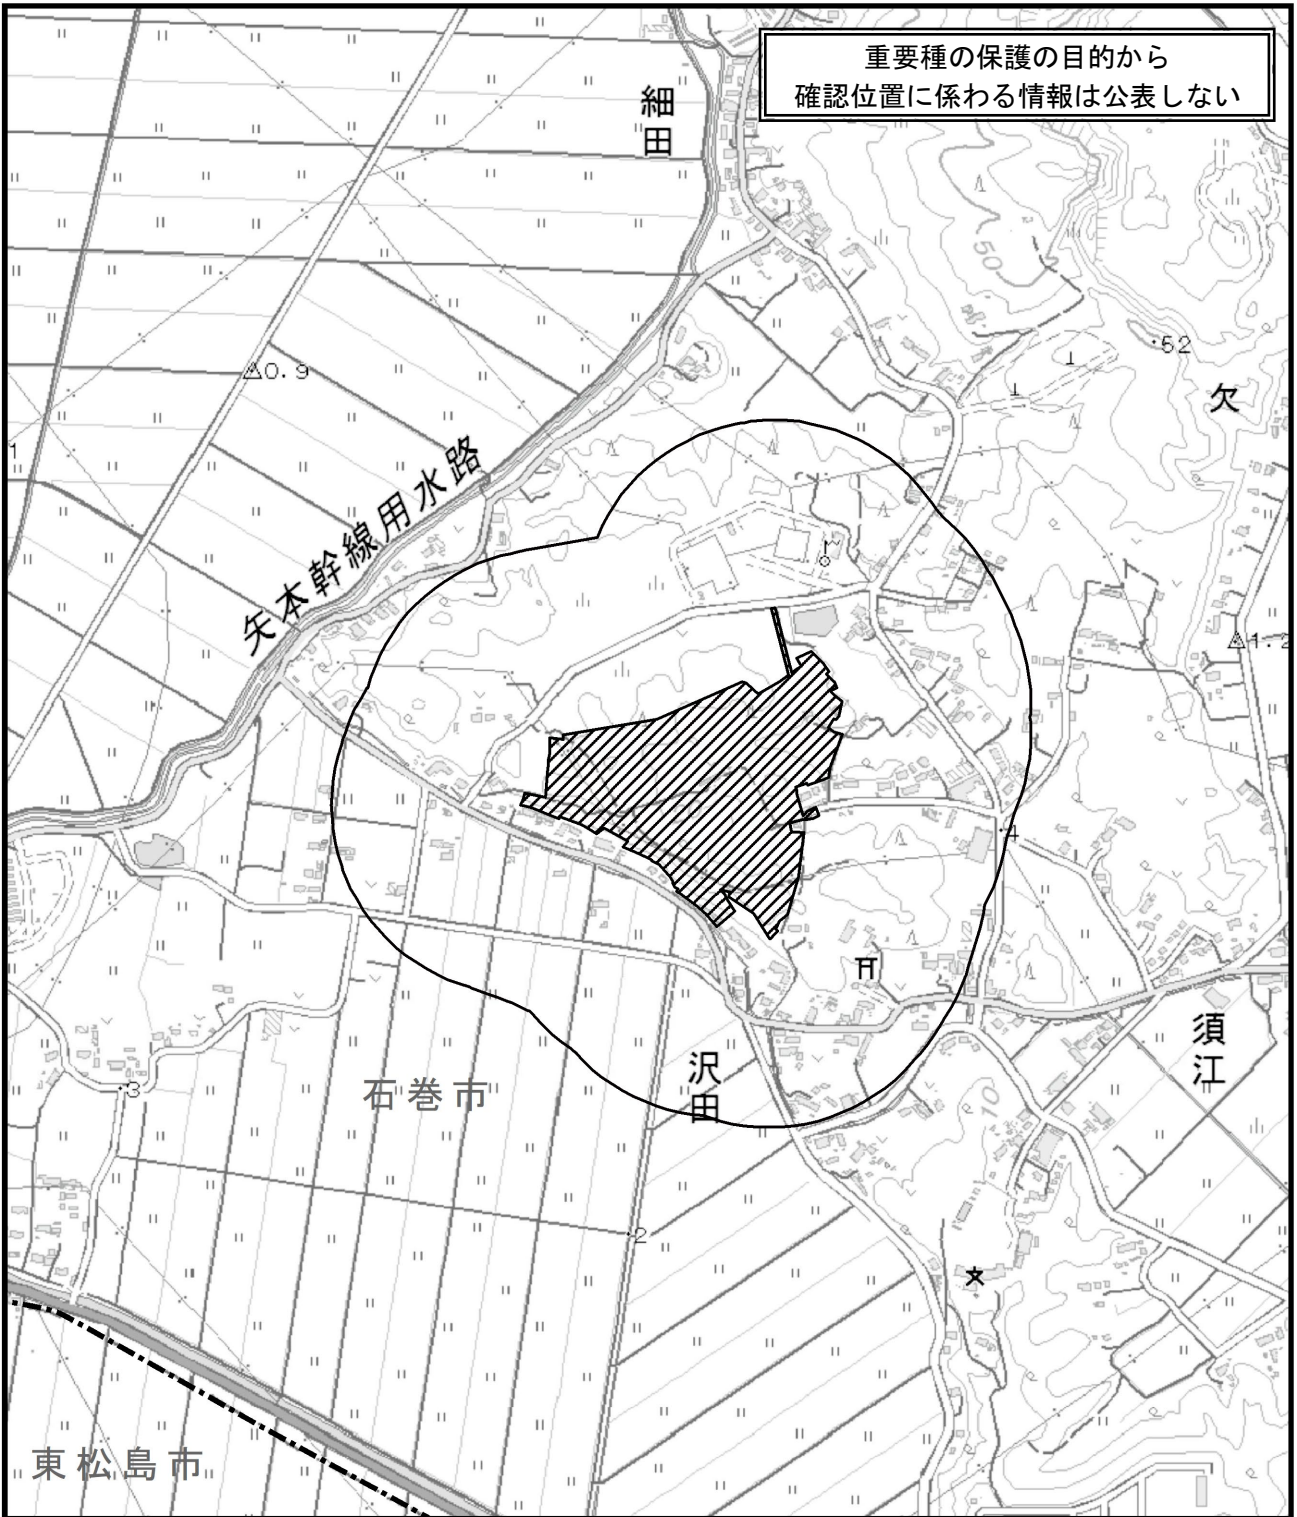 重要種の保護の目的から
確認位置に係わる情報は公表しない
細田
50
52
0.9
欠
1
矢本幹線用水路
1.2
4
須江
沢田
石巻市
3
10
2
東松島市